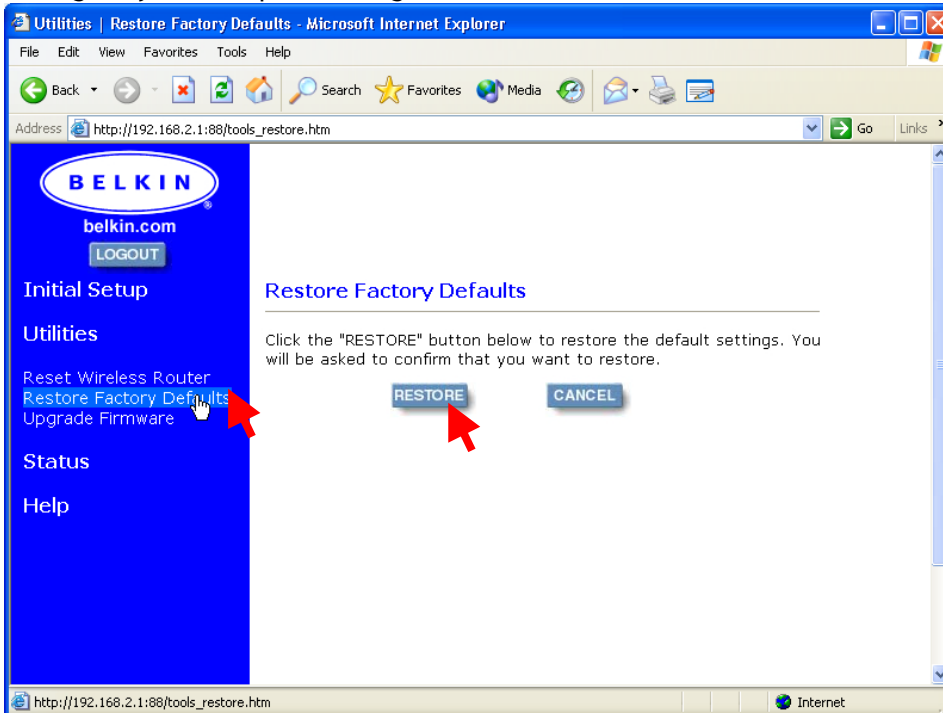 Utilities | Restore Factory Defaults - Microsoft Internet Explorer
File Edit View Favorites Tools Help
Back Search Favorites Media
Address http://192.168.2.1:88/tools_restore.htm Go Links
BELKIN
belkin.com
LOGOUT
Initial Setup
Utilities
Reset Wireless Router
Restore Factory Defaults
Upgrade Firmware
Status
Help
Restore Factory Defaults
Click the "RESTORE" button below to restore the default settings. You
will be asked to confirm that you want to restore.
RESTORE CANCEL
http://192.168.2.1:88/tools_restore.htm Internet